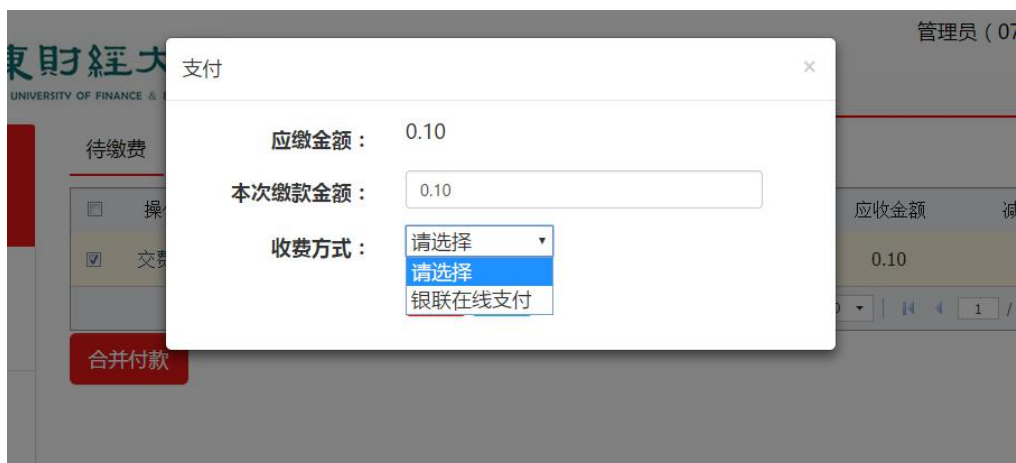 管理员（07
東財經大
UNIVERSITY OF FINANCE &
支付
×
应缴金额：
0.10
本次缴款金额：
0.10
收费方式：
请选择
请选择
银联在线支付
待缴费
操
应收金额
减
交费
0.10
1 /
合并付款